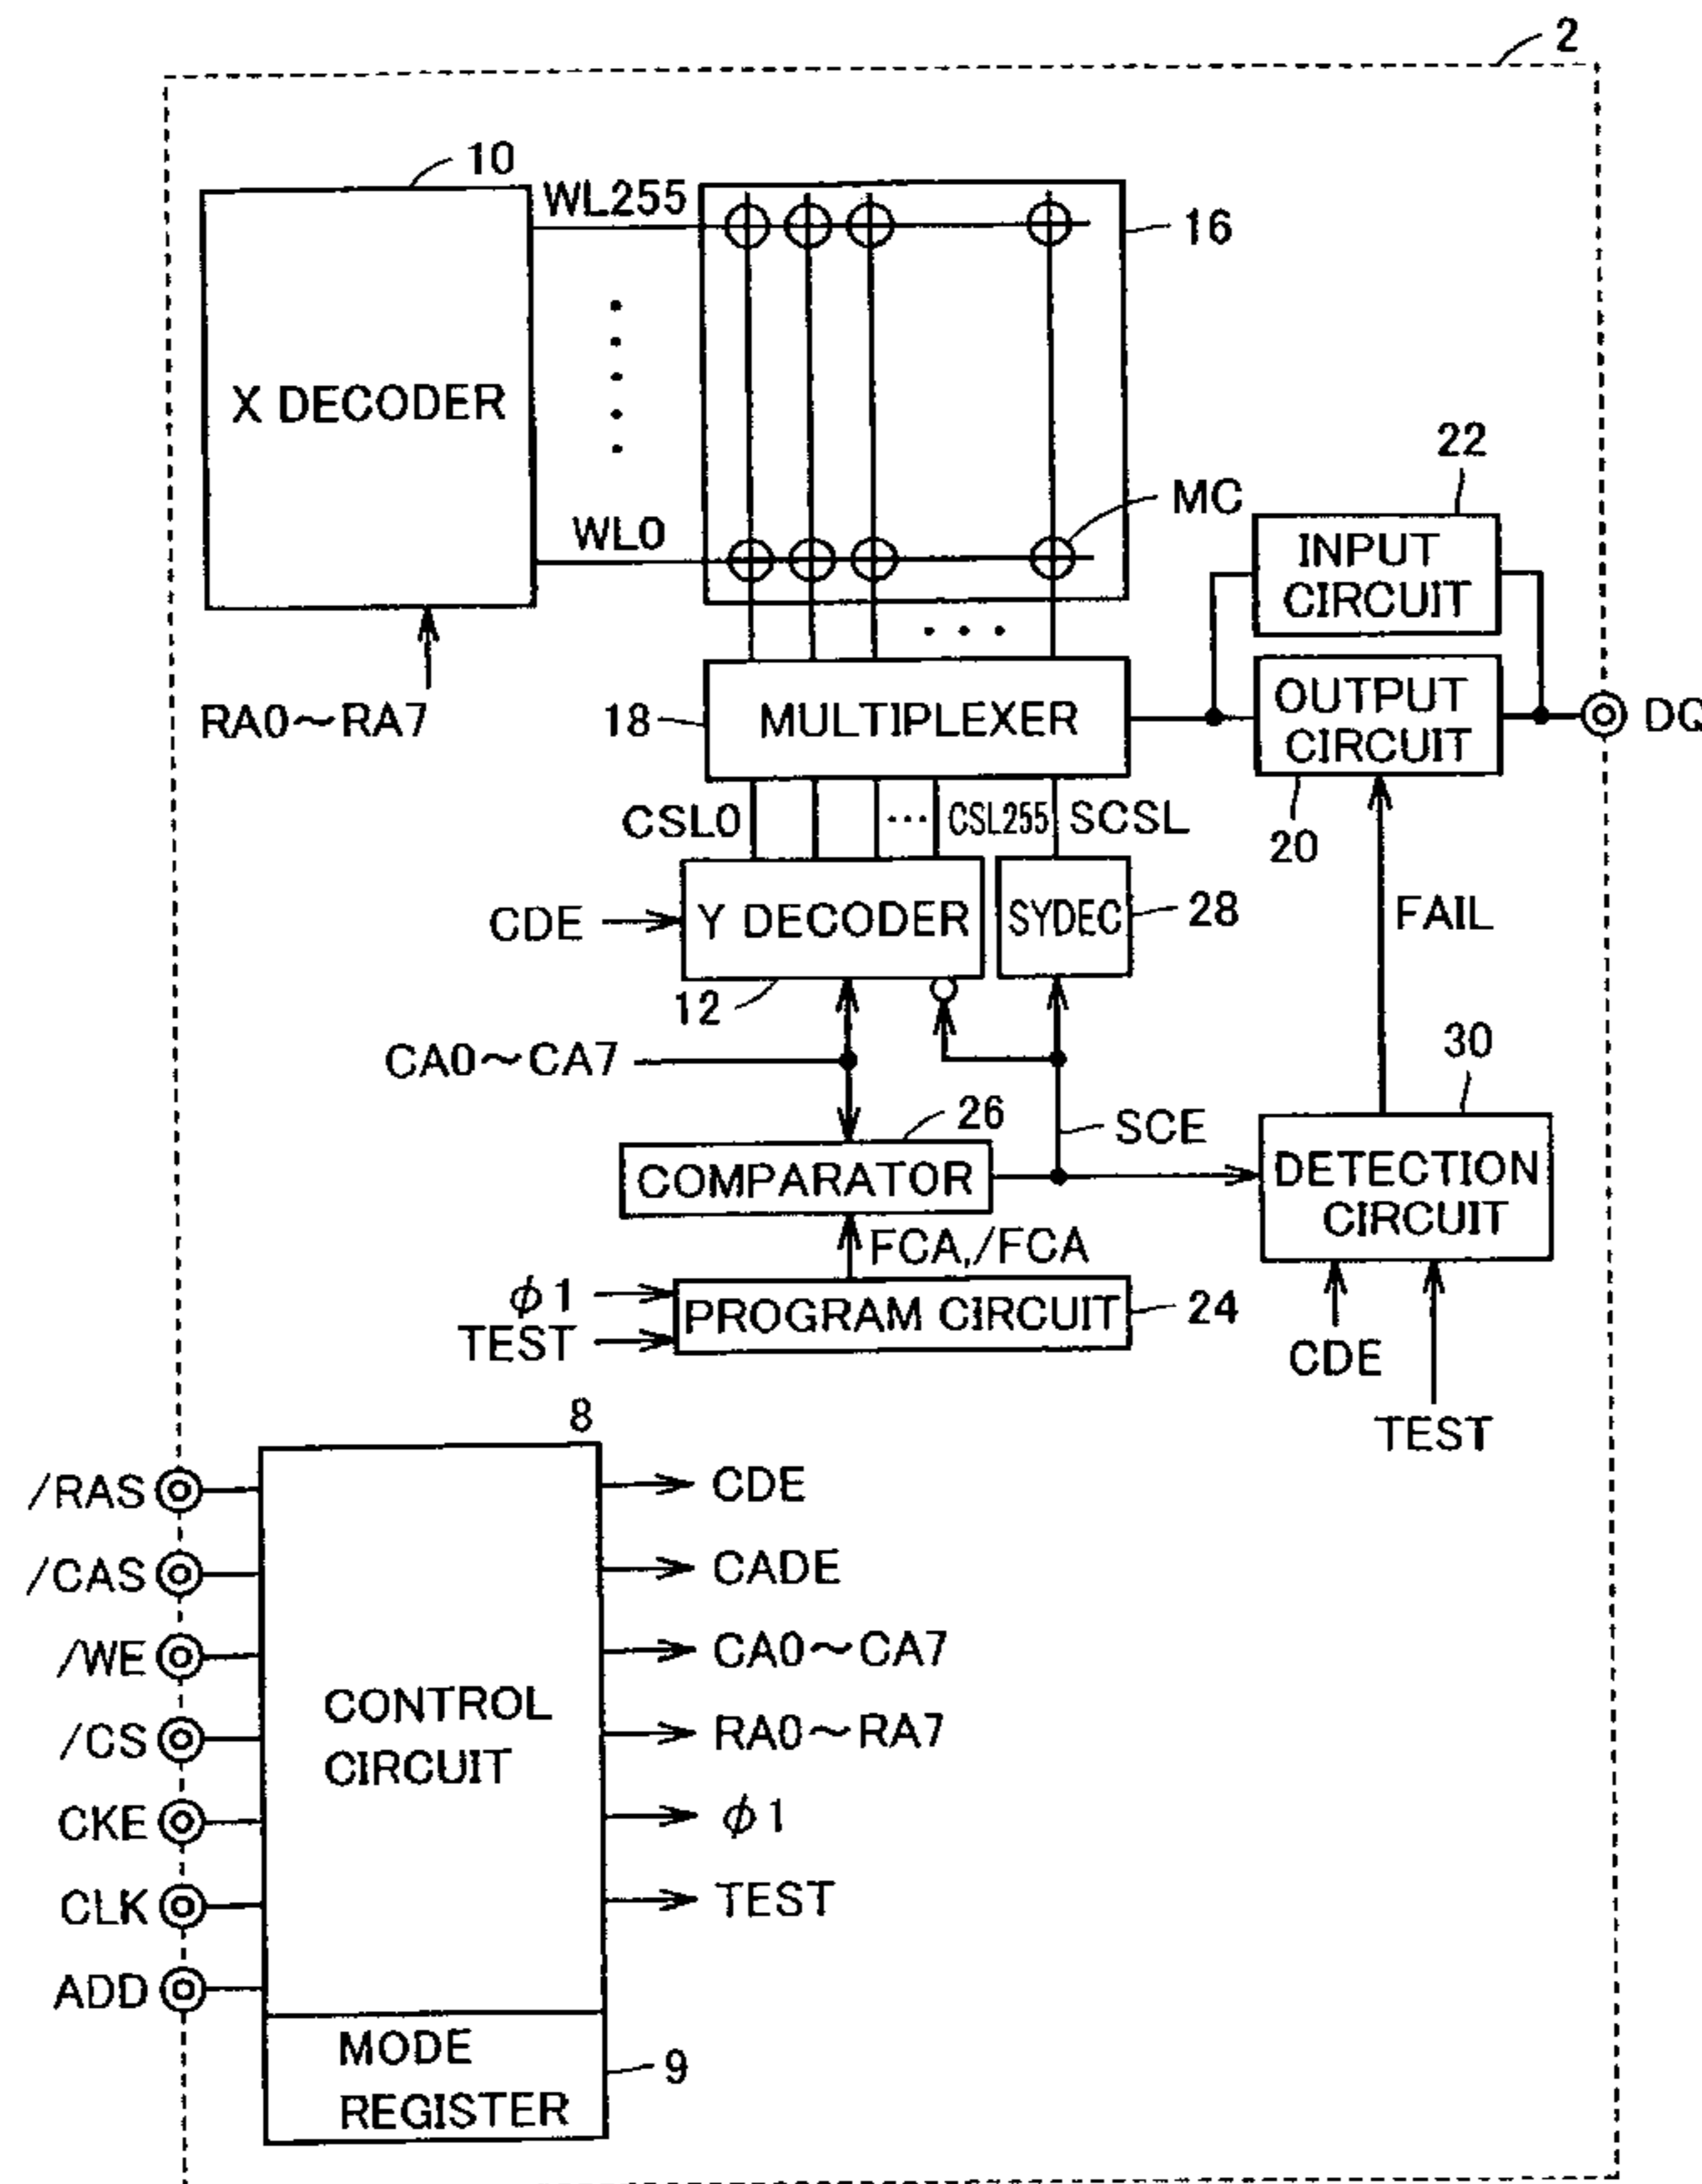 2
10
WL255
16
X DECODER
22
MC
WL0
INPUT
CIRCUIT
RA0~RA7
18
MULTIPLEXER
OUTPUT
CIRCUIT
DQ
CSL0
...
CSL255
SCSL
20
CDE
Y DECODER
SYDEC
28
FAIL
12
CA0~CA7
30
26
SCE
COMPARATOR
DETECTION
CIRCUIT
FCA,/FCA
φ1
TEST
PROGRAM CIRCUIT
24
CDE
TEST
8
/RAS
CDE
/CAS
CADE
/WE
CA0~CA7
CONTROL
CIRCUIT
/CS
RA0~RA7
CKE
φ1
CLK
TEST
ADD
MODE
REGISTER
9